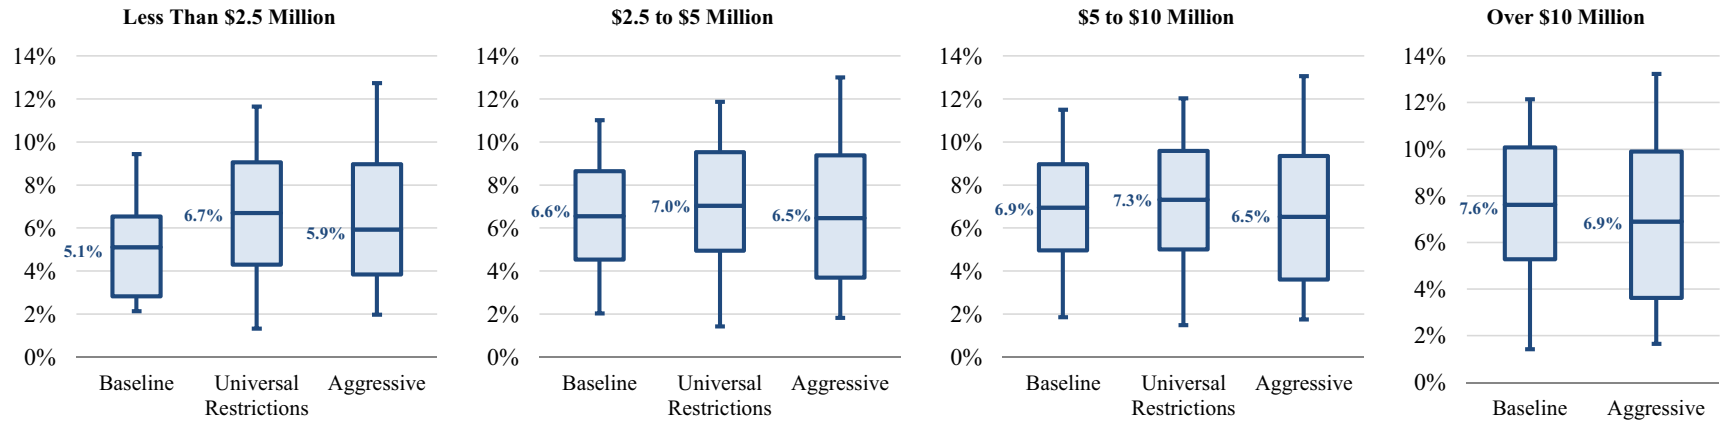 Less Than $2.5 Million
14%
12%
10%
8%
6%
4%
2%
0%
5.1%
6.7%
5.9%
Baseline
Universal
Restrictions
Aggressive
$2.5 to $5 Million
14%
12%
10%
8%
6%
4%
2%
0%
6.6%
7.0%
6.5%
Baseline
Universal
Restrictions
Aggressive
$5 to $10 Million
14%
12%
10%
8%
6%
4%
2%
0%
6.9%
7.3%
6.5%
Baseline
Universal
Restrictions
Aggressive
Over $10 Million
14%
12%
10%
8%
6%
4%
2%
0%
7.6%
6.9%
Baseline
Aggressive